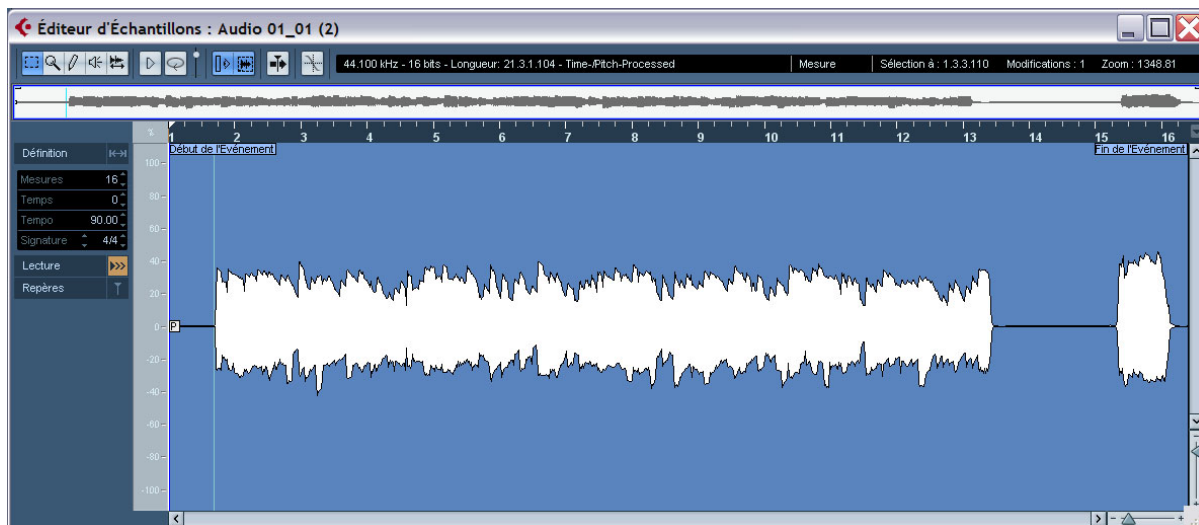 Éditeur d'Échantillons : Audio 01_01 (2)
44.100 kHz - 16 bits - Longueur: 21.3.1.104 - Time-/Pitch-Processed Mesure Sélection à : 1.3.3.110 Modifications : 1 Zoom : 1348.81
% 1 2 3 4 5 6 7 8 9 10 11 12 13 14 15 16
Début de l'Evénement Fin de l'Evénement
Définition
Mesures 16
Temps 0
Tempo 90.00
Signature 4/4
Lecture
Repères
100
80
60
40
20
0 P
-20
-40
-60
-80
-100